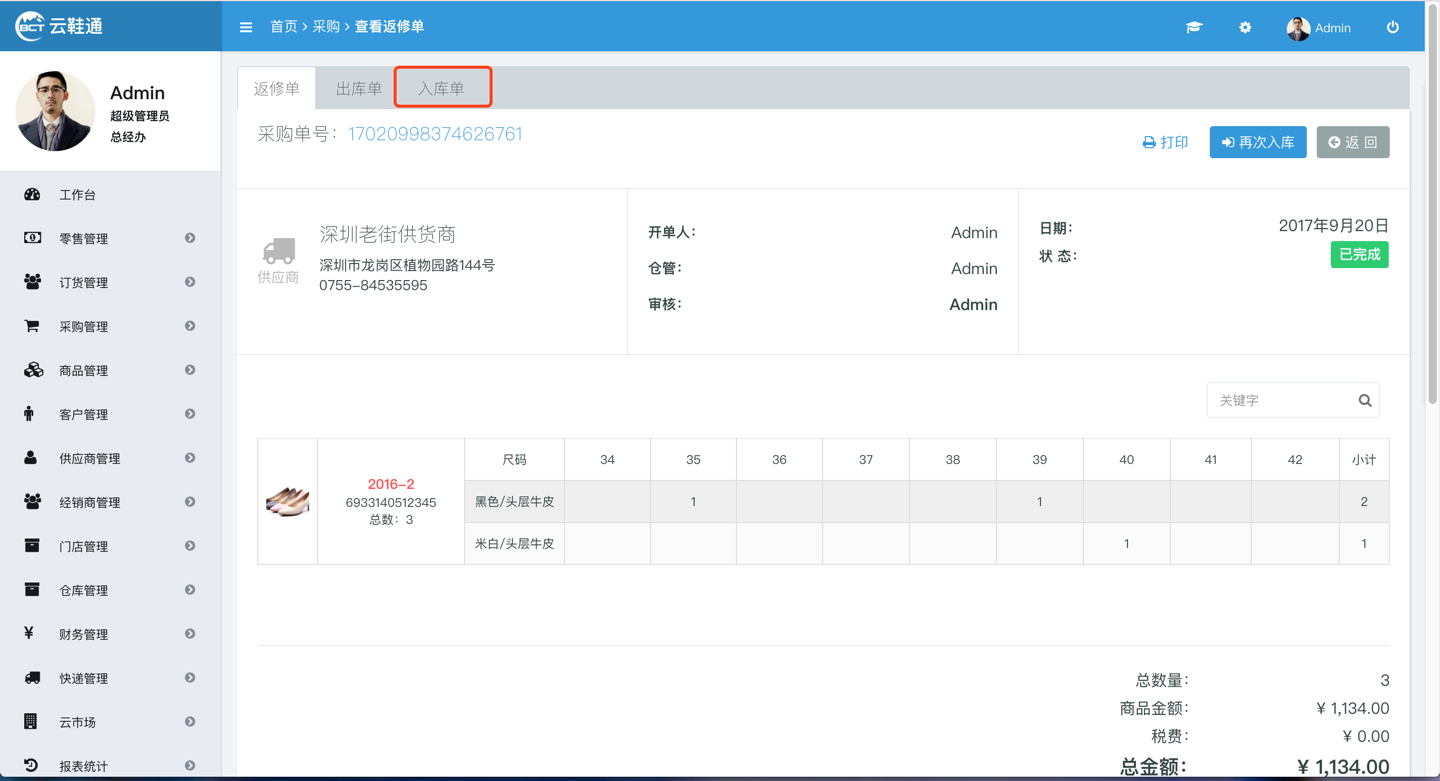 BCT 云鞋通
首页 > 采购 > 查看返修单
Admin
Admin
超级管理员
总经办
工作台
零售管理
订货管理
采购管理
商品管理
客户管理
供应商管理
经销商管理
门店管理
仓库管理
财务管理
快递管理
云市场
报表统计
返修单 出库单 入库单
采购单号： 17020998374626761
打印 再次入库 返 回
供应商
深圳老街供货商
深圳市龙岗区植物园路144号
0755-84535595
开单人： Admin
仓管： Admin
审核： Admin
日期： 2017年9月20日
状 态： 已完成
关键字
2016-2
6933140512345
总数：3
尺码 34 35 36 37 38 39 40 41 42 小计
黑色/头层牛皮 1 1 2
米白/头层牛皮 1 1
总数量： 3
商品金额： ¥ 1,134.00
税费： ¥ 0.00
总金额： ¥ 1,134.00